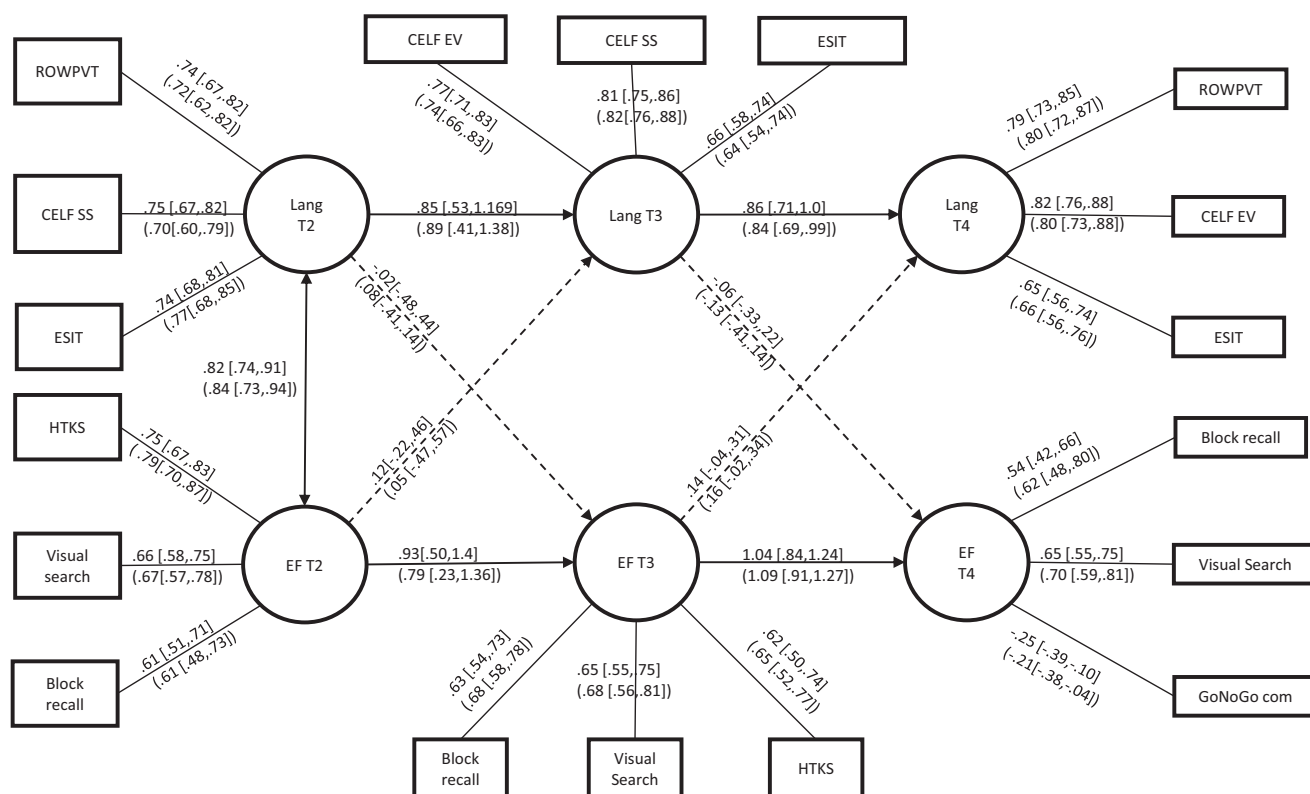 ROWPVT
.74 [.67,.82]
(.72[.62,.82)
CELF EV
.77[.71,.83]
(.74[.66,.83)
CELF SS
.81 [.75,.86]
(.82[.76,.88])
ESIT
.66 [.58,.74]
(.64 [.54,.74])
ROWPVT
.79 [.73,.85]
(.80 [.72,.87])
CELF SS
.75 [.67,.82]
(.70[.60,.79])
Lang
T2
.85 [.53,1.169]
(.89 [.41,1.38])
Lang T3
.86 [.71,1.0]
(.84 [.69,.99])
Lang
T4
.82 [.76,.88]
(.80 [.73,.88])
CELF EV
ESIT
.74 [.68,.81]
(.77[.68,.85])
-.02[-.48,.44]
(.08[-.41,.14])
-.06 [-.33,.22]
(-.13 [-.41,.14])
.65 [.56,.74]
(.66 [.56,.76])
ESIT
.82 [.74,.91]
(.84 [.73,.94])
HTKS
.75[.67,.83]
(.79[.70,.87])
.12[-.22,.46]
(.05 [-.47,.57])
.14 [-.04,.31]
(.16 [-.02,.34])
.54 [.42,.66]
(.62 [.48,.80])
Block recall
Visual
search
.66 [.58,.75]
(.67[.57,.78])
EF T2
.93[.50,1.4]
(.79 [.23,1.36])
EF T3
1.04 [.84,1.24]
(1.09 [.91,1.27])
EF
T4
.65 [.55,.75]
(.70 [.59,.81])
Visual Search
Block
recall
.61 [.51,.71]
(.61 [.48,.73])
.63 [.54,.73]
(.68 [.58,.78])
.65 [.55,.75]
(.68 [.56,.81])
.62 [.50,.74]
(.65 [.52,.77])
-.25 [-.39,-.10]
(-.21[-.38,-.04])
GoNoGo com
Block
recall
Visual
Search
HTKS